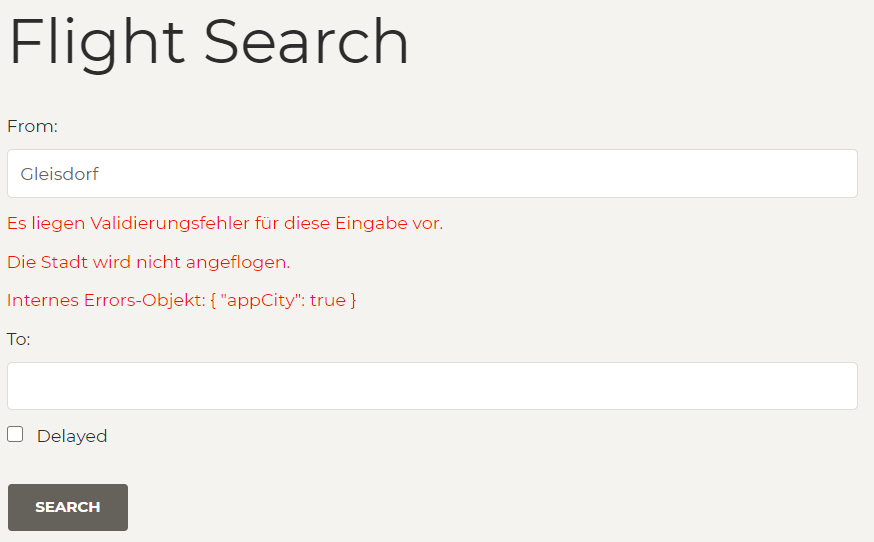 Flight Search
From:
Gleisdorf
Es liegen Validierungsfehler für diese Eingabe vor.
Die Stadt wird nicht angeflogen.
Internes Errors-Objekt: { "appCity": true }
To:
Delayed
SEARCH